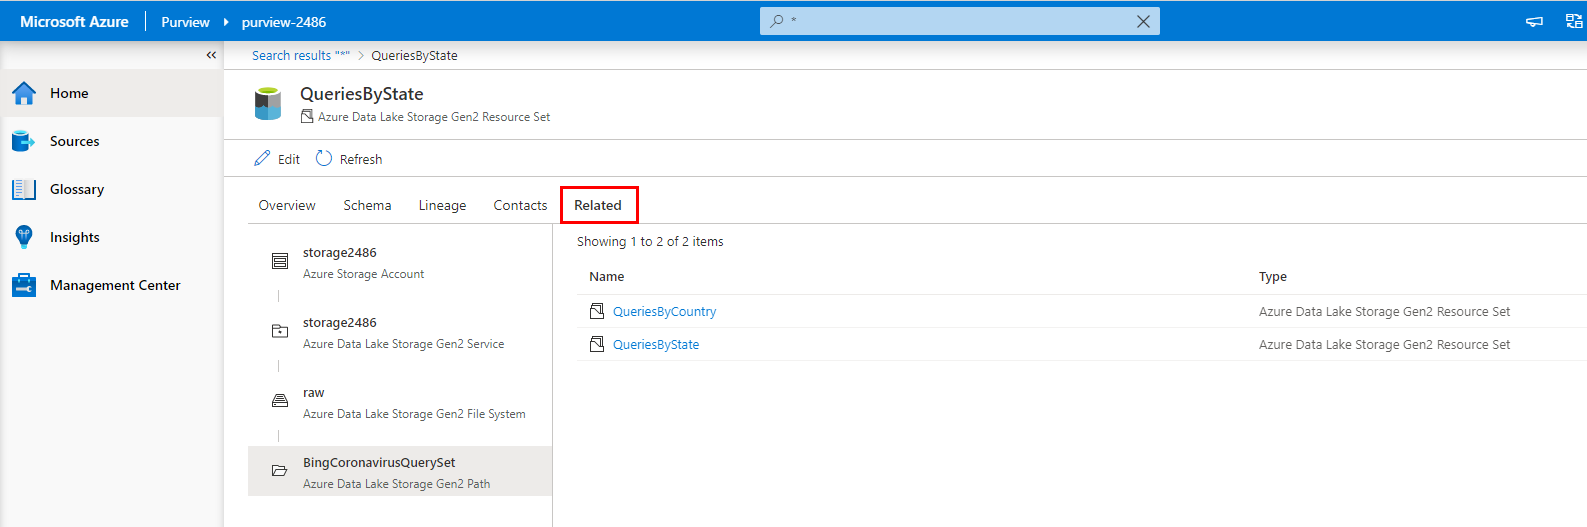 Microsoft Azure Purview purview-2486 *
Search results "*" > QueriesByState
QueriesByState
Azure Data Lake Storage Gen2 Resource Set
Home
Sources
Glossary
Insights
Management Center
Edit Refresh
Overview Schema Lineage Contacts Related
storage2486
Azure Storage Account
storage2486
Azure Data Lake Storage Gen2 Service
raw
Azure Data Lake Storage Gen2 File System
BingCoronavirusQuerySet
Azure Data Lake Storage Gen2 Path
Showing 1 to 2 of 2 items
Name Type
QueriesByCountry Azure Data Lake Storage Gen2 Resource Set
QueriesByState Azure Data Lake Storage Gen2 Resource Set